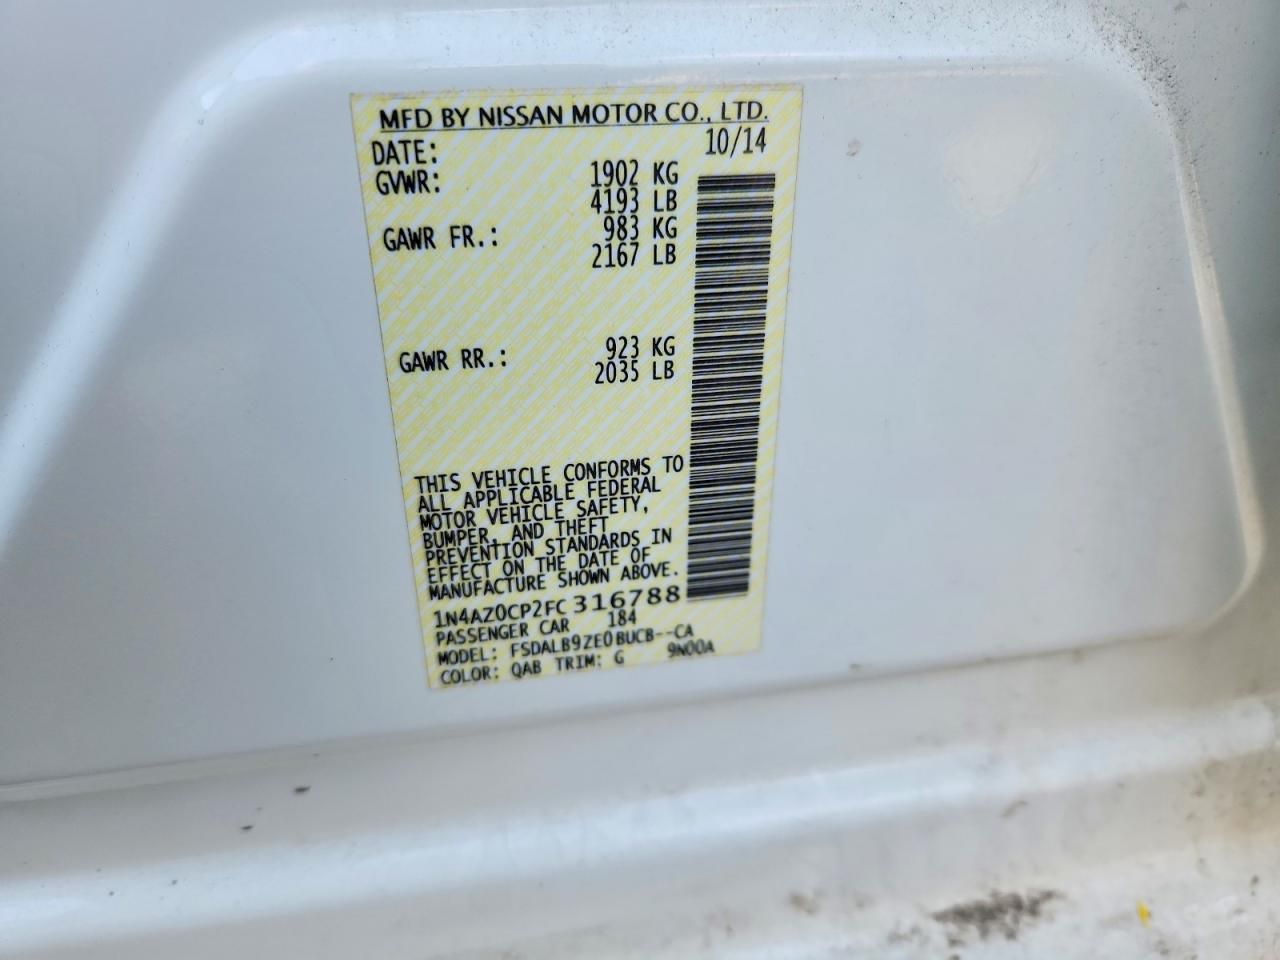 MFD BY NISSAN MOTOR CO., LTD.
DATE: 10/14
GVWR: 1902 KG
4193 LB
GAWR FR.: 983 KG
2167 LB
GAWR RR.: 923 KG
2035 LB
THIS VEHICLE CONFORMS TO
ALL APPLICABLE FEDERAL
MOTOR VEHICLE SAFETY,
BUMPER, AND THEFT
PREVENTION STANDARDS IN
EFFECT ON THE DATE OF
MANUFACTURE SHOWN ABOVE.
1N4AZ0CP2FC316788
PASSENGER CAR 184
MODEL: FSDALB9ZE0BUCB--CA
COLOR: QAB TRIM: G 9N00A